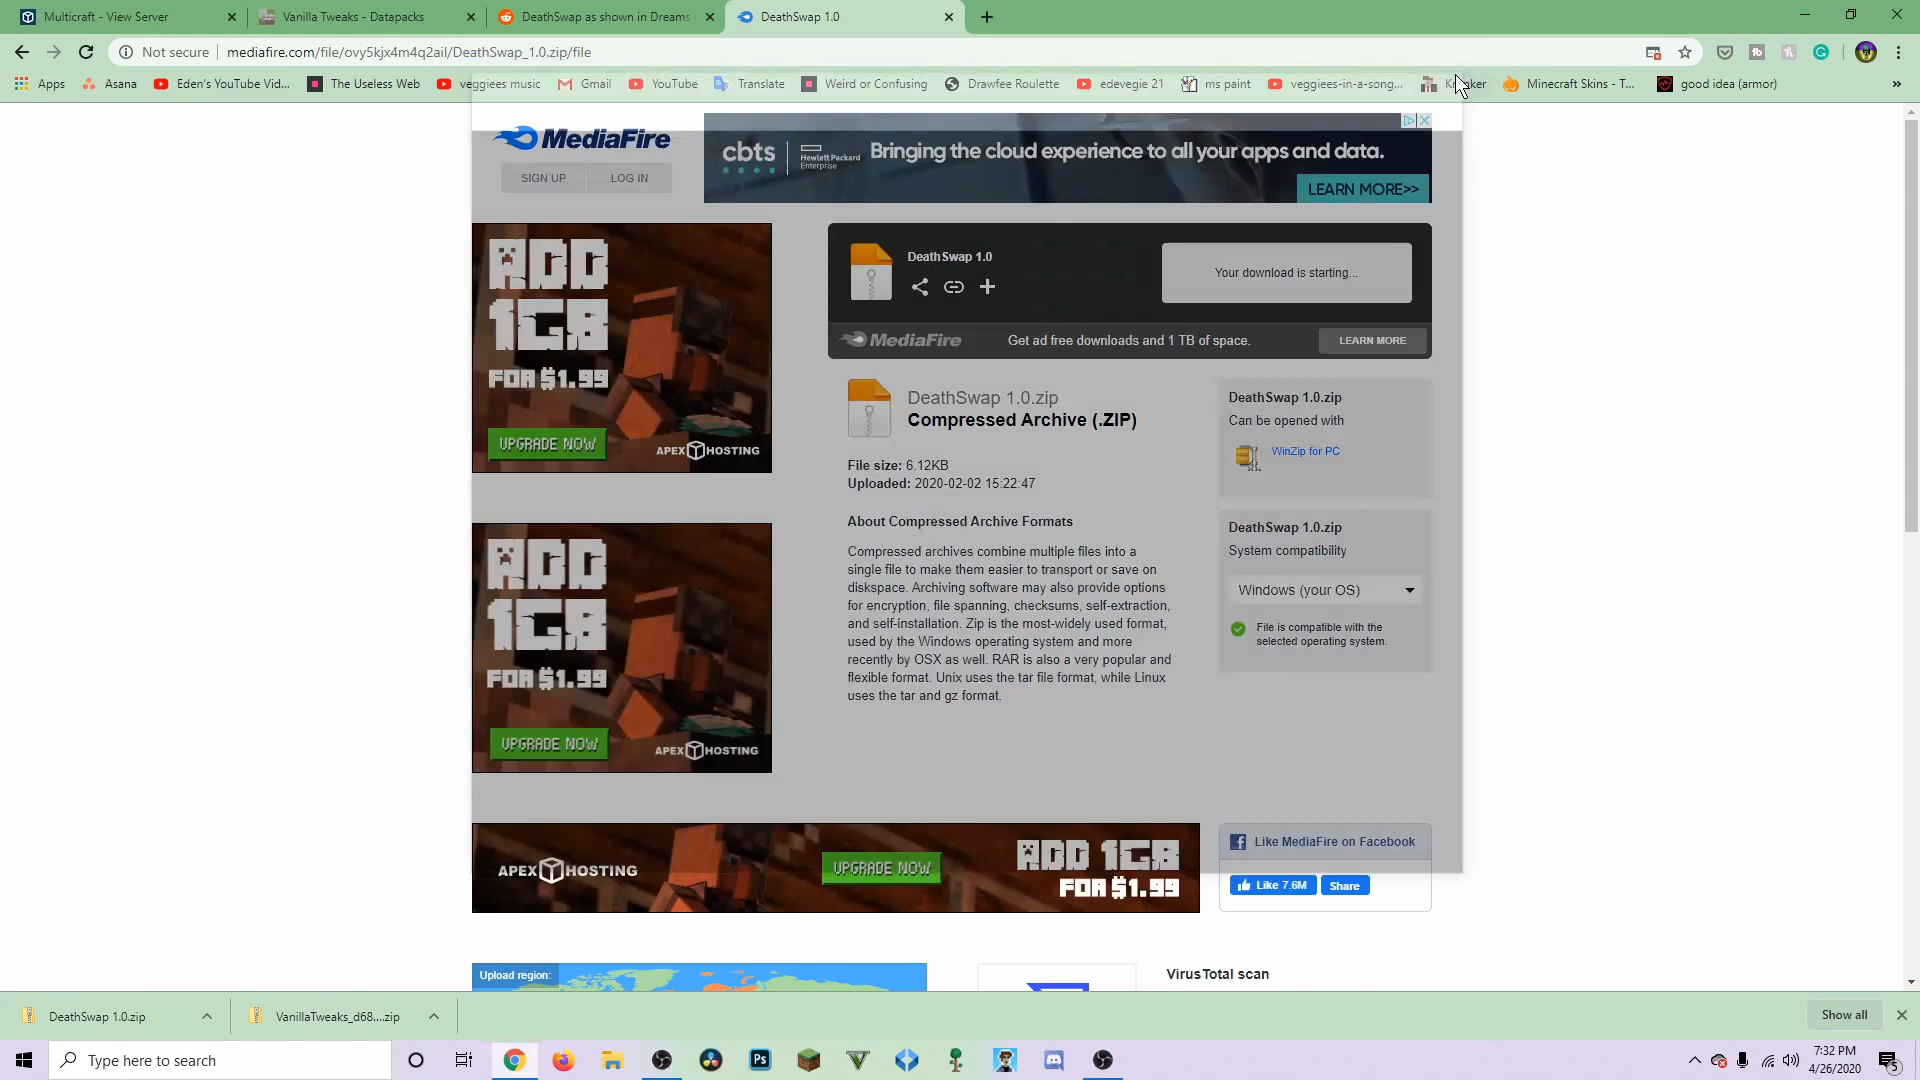 Multicraft - View Server
Vanilla Tweaks - Datapacks
DeathSwap as shown in Dreams
DeathSwap 1.0
Not secure
mediafire.com/file/ovy5kjx4m4q2ail/DeathSwap_1.0.zip/file
Apps
Asana
Eden's YouTube Vid...
The Useless Web
veggiees music
Gmail
YouTube
Translate
Weird or Confusing
Drawfee Roulette
edevegie 21
ms paint
veggiees-in-a-song...
Minecraft Skins - T...
good idea (armor)
»
MediaFire
SIGN UP
LOG IN
cbts
Hewlett Packard
Enterprise
Bringing the cloud experience to all your apps and data.
LEARN MORE>>
ADD
1GB
FOR $1.99
UPGRADE NOW
APEX HOSTING
DeathSwap 1.0
Your download is starting...
MediaFire
Get ad free downloads and 1 TB of space.
LEARN MORE
DeathSwap 1.0.zip
Compressed Archive (.ZIP)
File size: 6.12KB
Uploaded: 2020-02-02 15:22:47
About Compressed Archive Formats
Compressed archives combine multiple files into a
single file to make them easier to transport or save on
diskspace. Archiving software may also provide options
for encryption, file spanning, checksums, self-extraction,
and self-installation. Zip is the most-widely used format,
used by the Windows operating system and more
recently by OSX as well. RAR is also a very popular and
flexible format. Unix uses the tar file format, while Linux
uses the tar and gz format.
DeathSwap 1.0.zip
Can be opened with
WinZip for PC
DeathSwap 1.0.zip
System compatibility
Windows (your OS)
File is compatible with the
selected operating system.
ADD
1GB
FOR $1.99
UPGRADE NOW
APEX HOSTING
APEX HOSTING
UPGRADE NOW
ADD 1GB
FOR $1.99
Like MediaFire on Facebook
Like 7.6M
Share
Upload region:
VirusTotal scan
DeathSwap 1.0.zip
VanillaTweaks_d68....zip
Show all
Type here to search
Ps
7:32 PM
4/26/2020
5